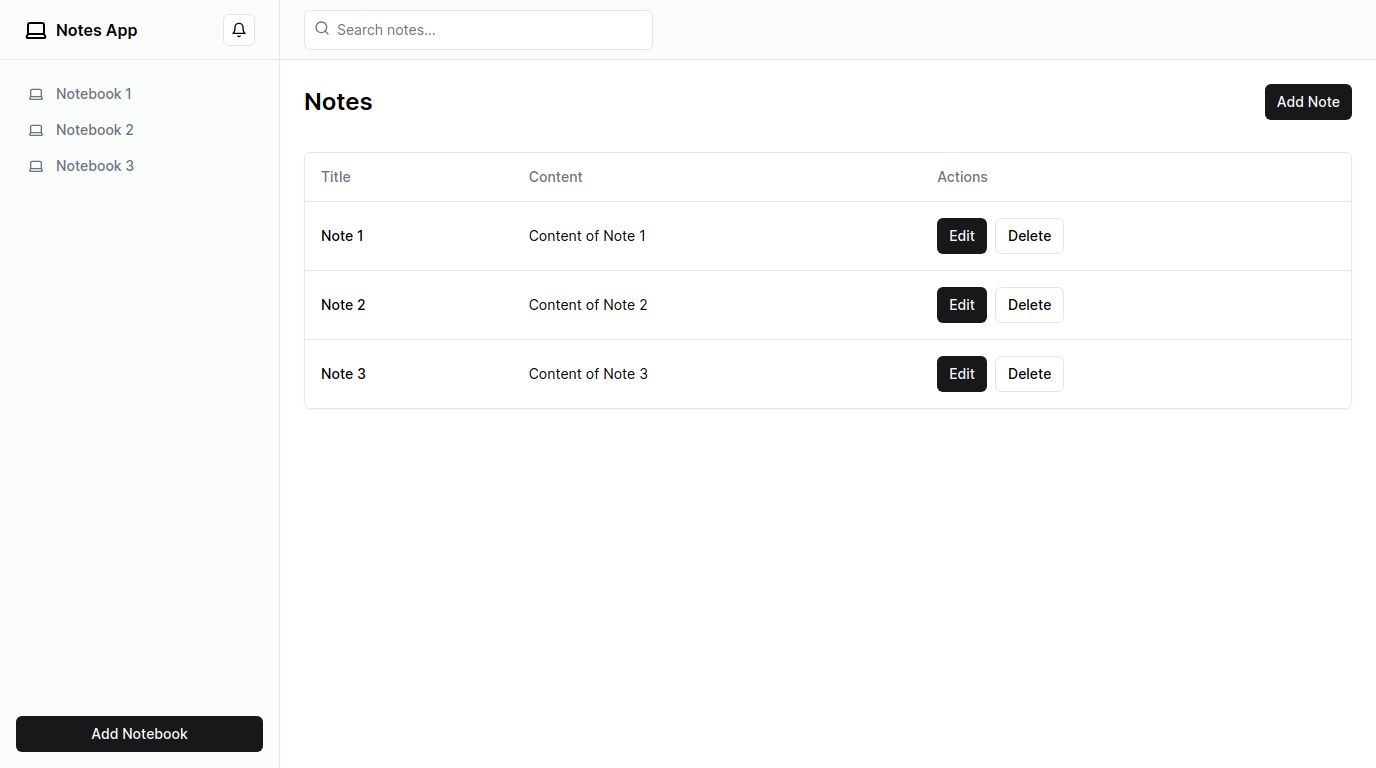 Notes App
Search notes...
Notebook 1
Notebook 2
Notebook 3
Add Notebook
Notes
Add Note
Title Content Actions
Note 1 Content of Note 1 Edit Delete
Note 2 Content of Note 2 Edit Delete
Note 3 Content of Note 3 Edit Delete